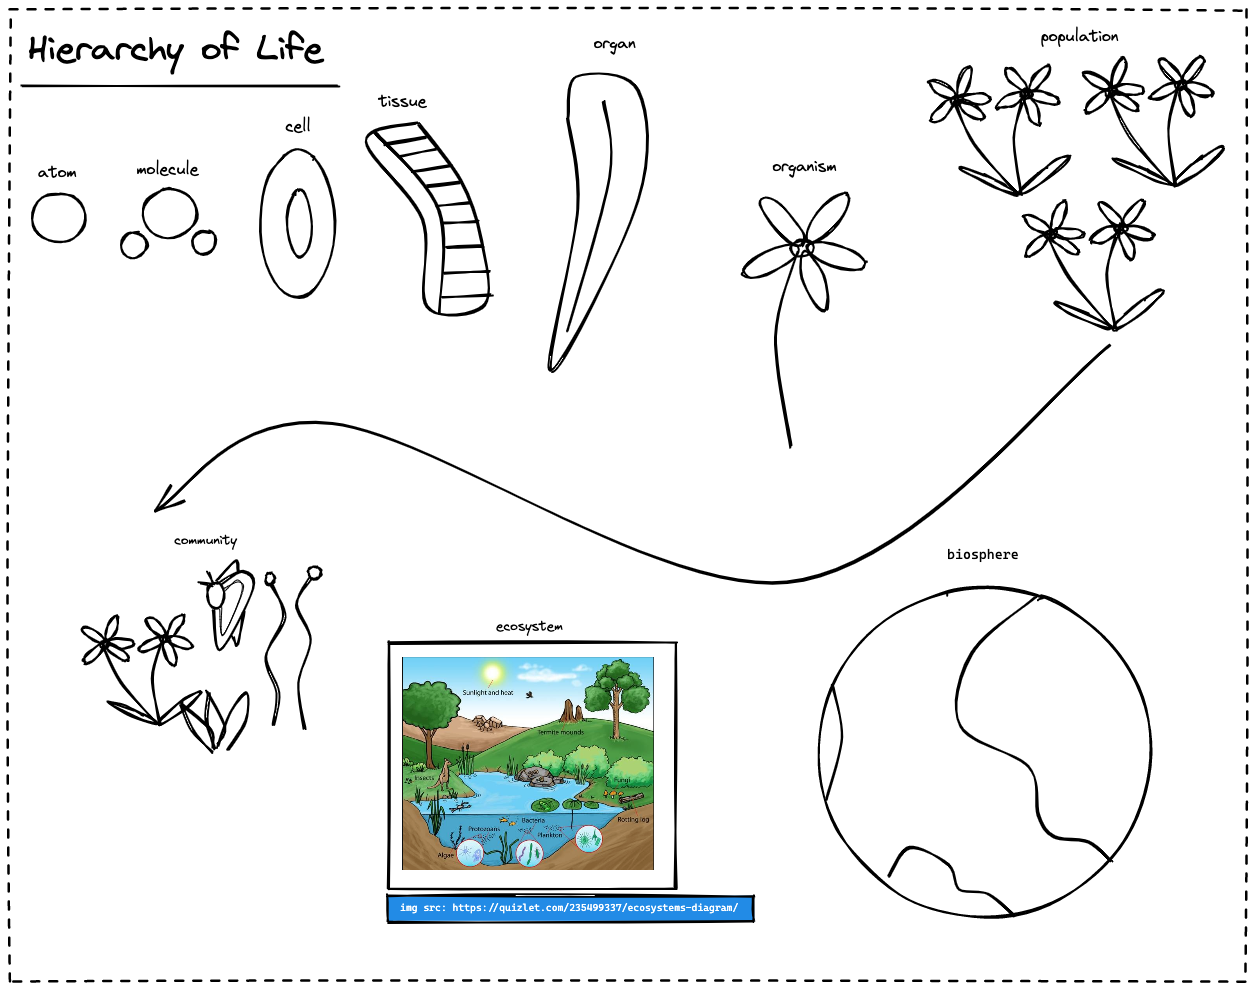 Hierarchy of Life
atom
molecule
cell
tissue
organ
organism
population
community
ecosystem
Sunlight and heat
Termite mounds
Insects
Fungi
Bacteria
Protozoans
Plankton
Rotting log
Algae
img src: https://quizlet.com/235499337/ecosystems-diagram/
biosphere